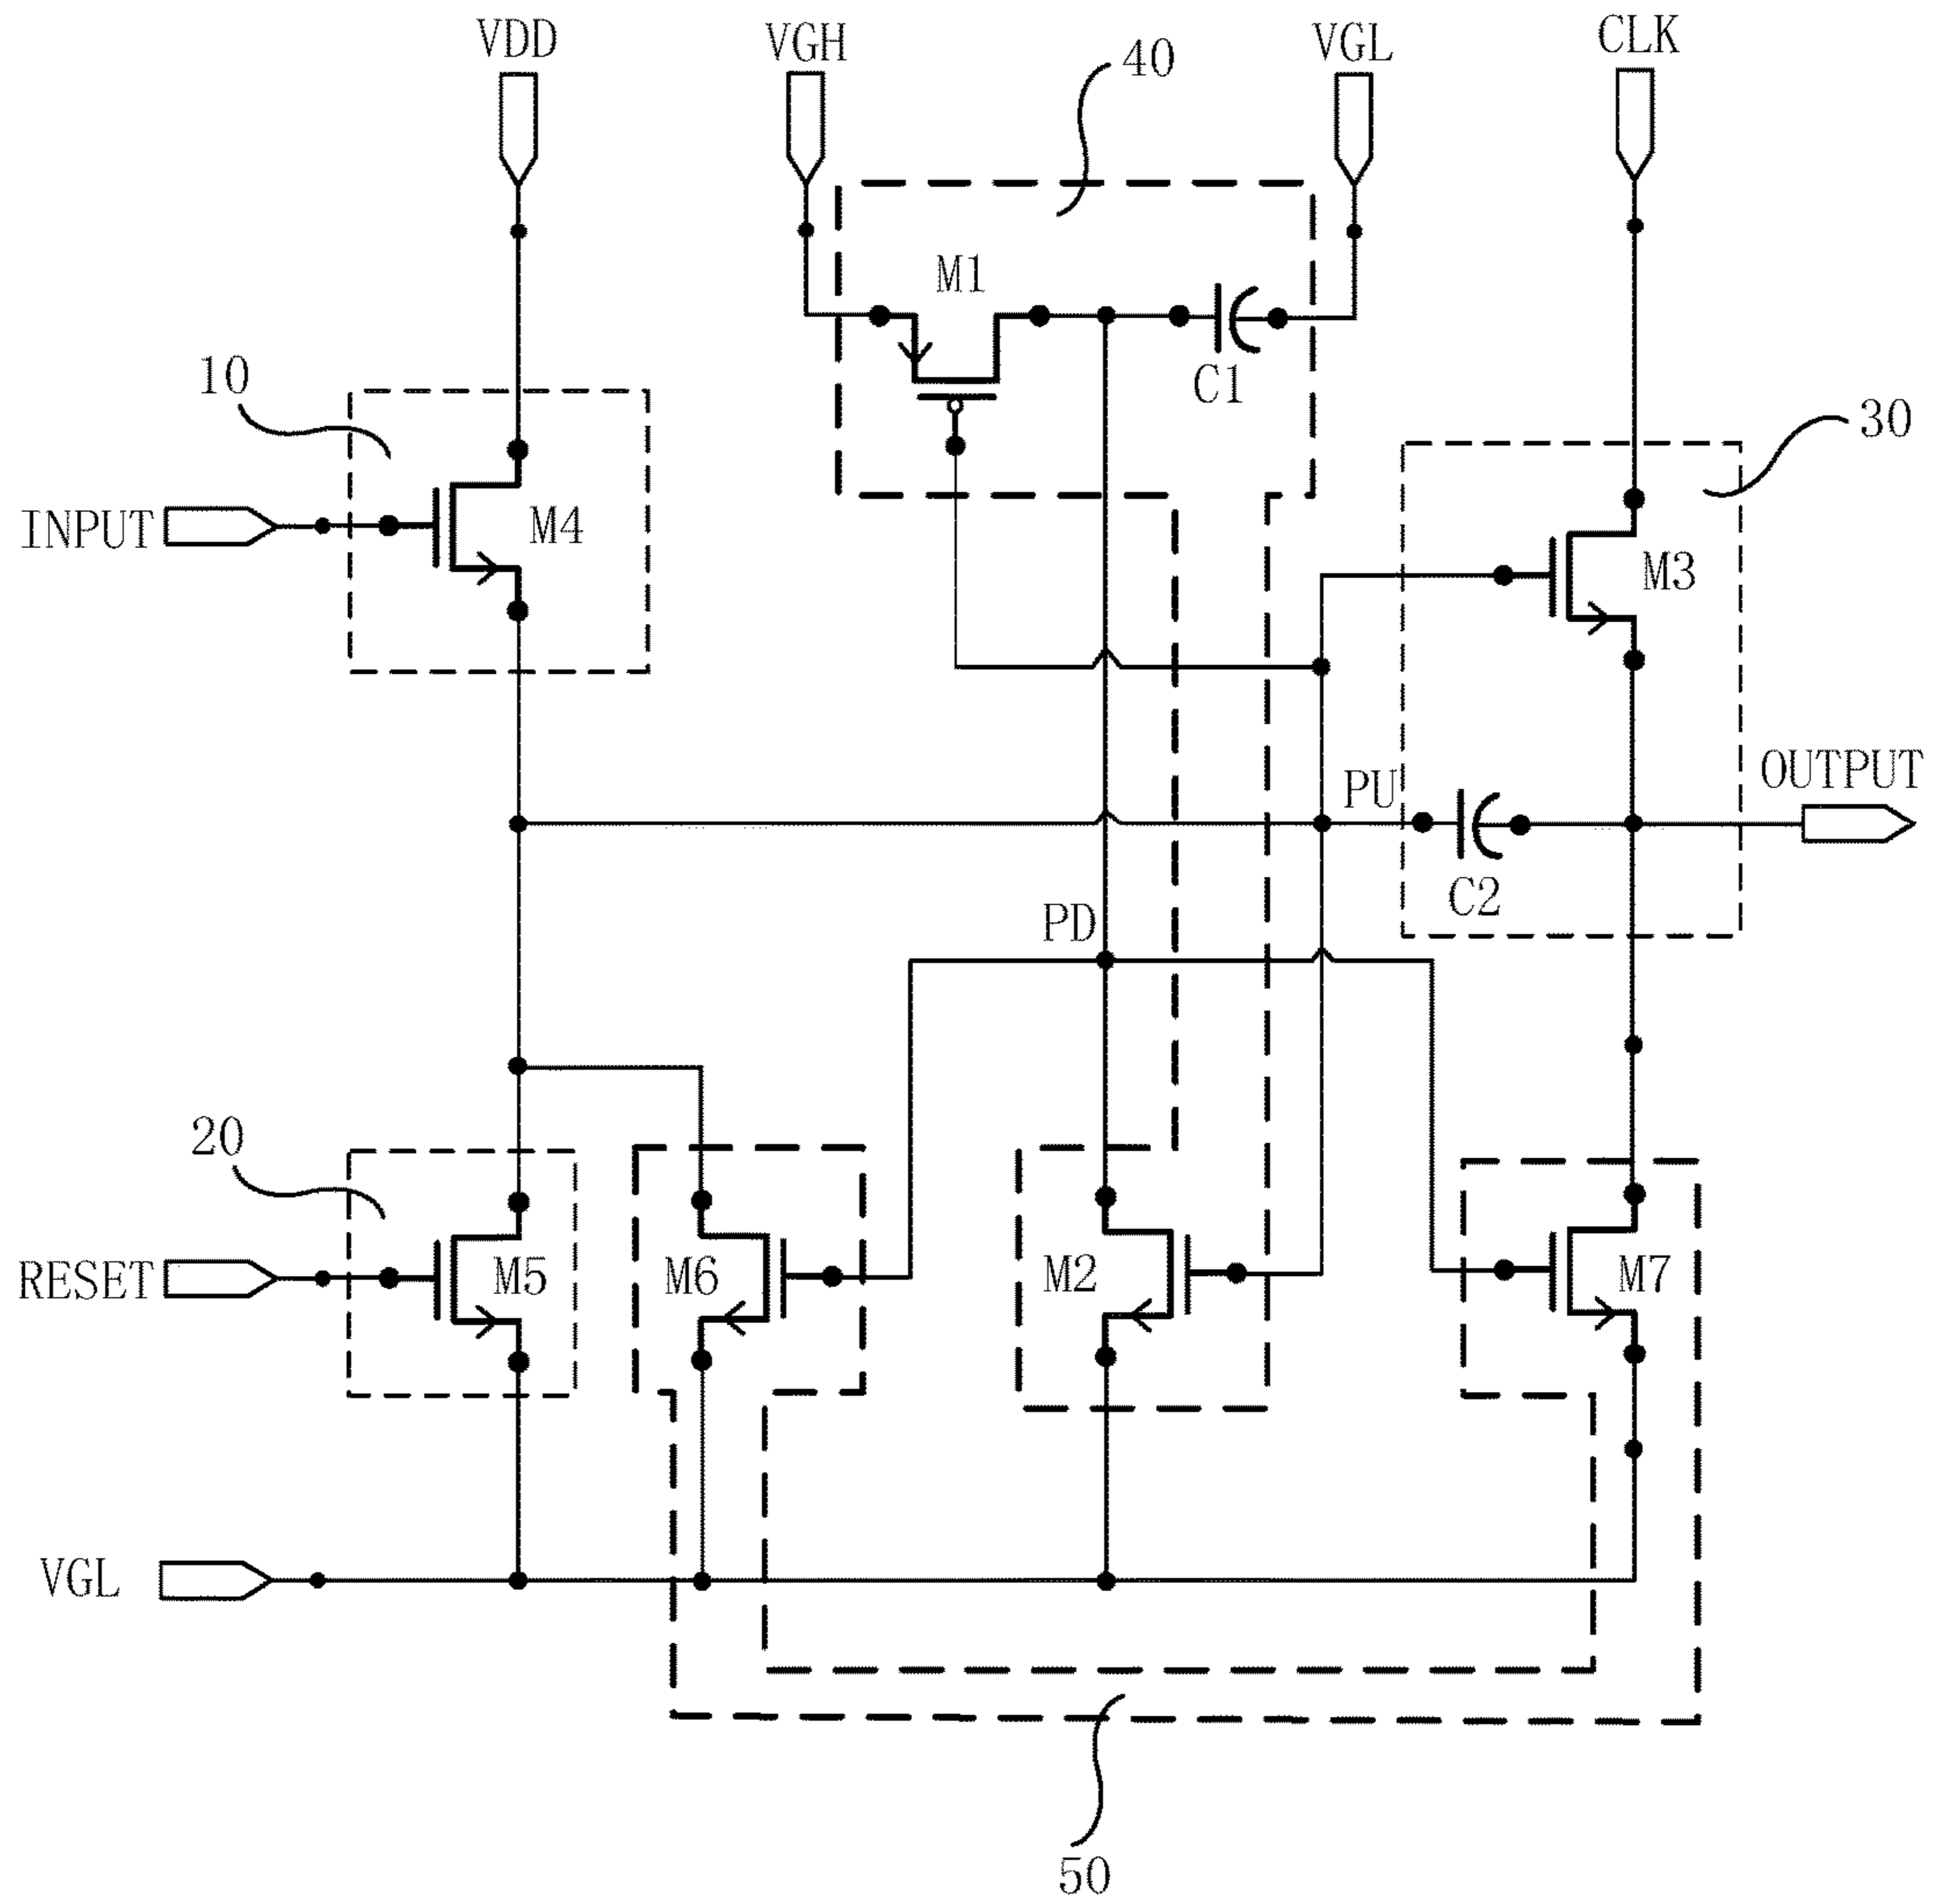 VDD
VGH
VGL
CLK
40
M1
C1
10
30
INPUT
M4
M3
PU
OUTPUT
C2
PD
20
RESET
M5
M6
M2
M7
VGL
50